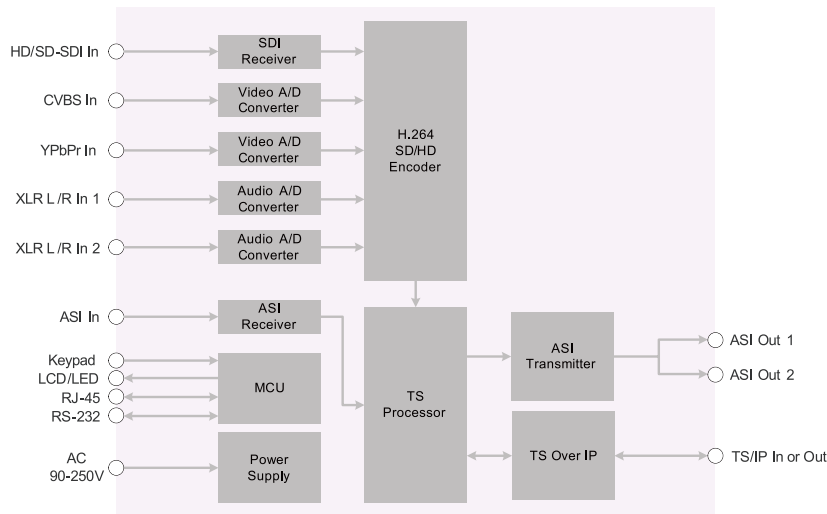 HD/SD-SDI In
SDI
Receiver
CVBS In
Video A/D
Converter
YPbPr In
Video A/D
Converter
XLR L /R In 1
Audio A/D
Converter
XLR L /R In 2
Audio A/D
Converter
H.264
SD/HD
Encoder
ASI In
ASI
Receiver
Keypad
LCD/LED
RJ-45
RS-232
MCU
AC
90-250V
Power
Supply
TS
Processor
ASI
Transmitter
TS Over IP
ASI Out 1
ASI Out 2
TS/IP In or Out